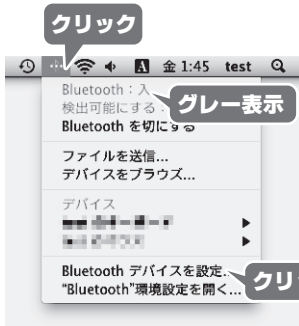 クリック
金 1:45 test
Bluetooth：入
グレー表示
検出可能にする：
Bluetooth を切にする
ファイルを送信...
デバイスをブラウズ...
デバイス
Bluetooth デバイスを設定...
クリッ
“Bluetooth”環境設定を開く...